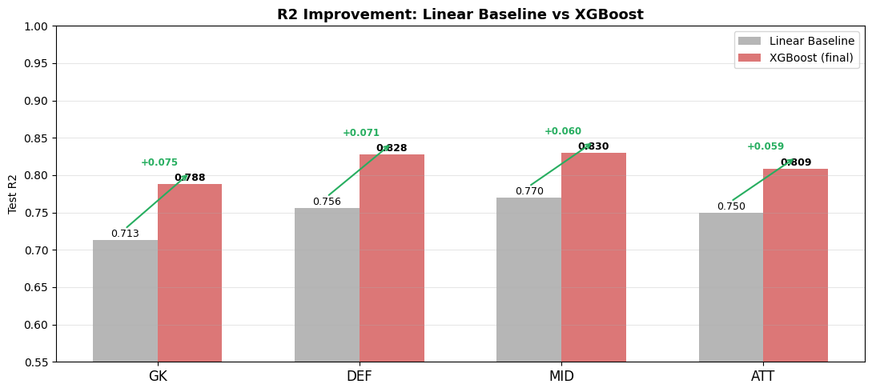 R2 Improvement: Linear Baseline vs XGBoost
1.00
0.95
0.90
0.85
0.80
0.75
0.70
0.65
0.60
0.55
Test R2
Linear Baseline
XGBoost (final)
+0.075
0.713
0.788
+0.071
0.756
0.828
+0.060
0.770
0.830
+0.059
0.750
0.809
GK
DEF
MID
ATT